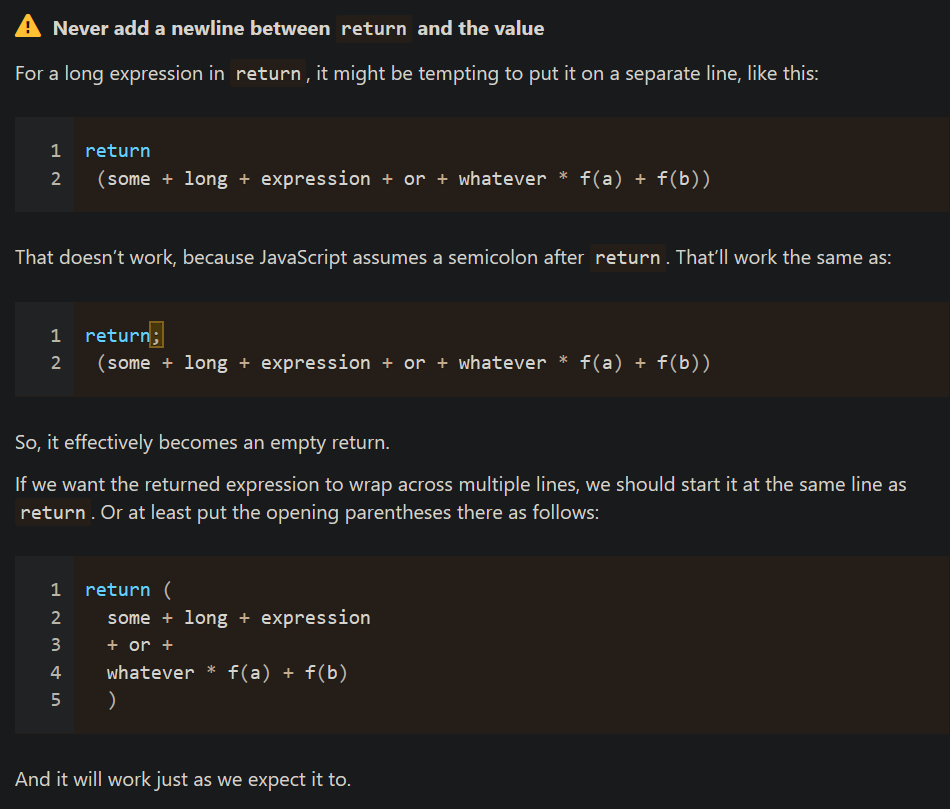 ⚠ Never add a newline between return and the value
For a long expression in return, it might be tempting to put it on a separate line, like this:
1 return
2  (some + long + expression + or + whatever * f(a) + f(b))
That doesn’t work, because JavaScript assumes a semicolon after return. That’ll work the same as:
1 return;
2  (some + long + expression + or + whatever * f(a) + f(b))
So, it effectively becomes an empty return.
If we want the returned expression to wrap across multiple lines, we should start it at the same line as
return. Or at least put the opening parentheses there as follows:
1 return (
2   some + long + expression
3   + or +
4   whatever * f(a) + f(b)
5   )
And it will work just as we expect it to.